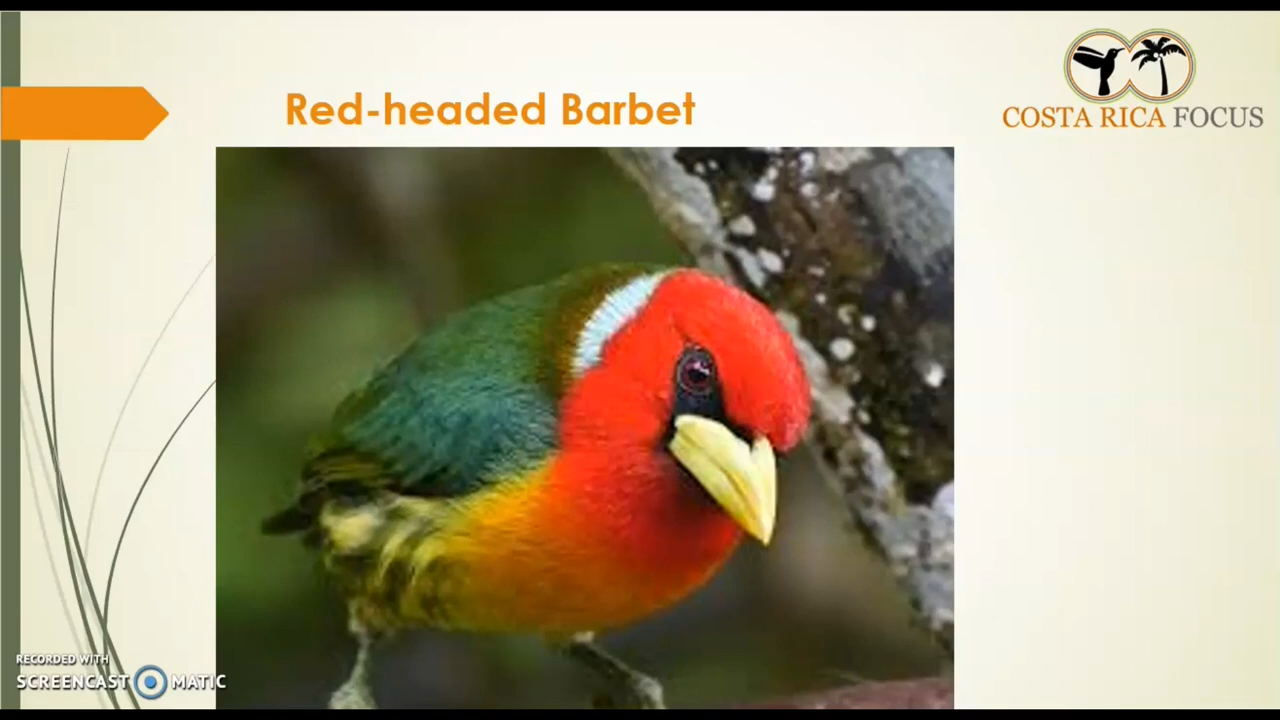 Red-headed Barbet
COSTA RICA FOCUS
RECORDED WITH
SCREENCAST MATIC